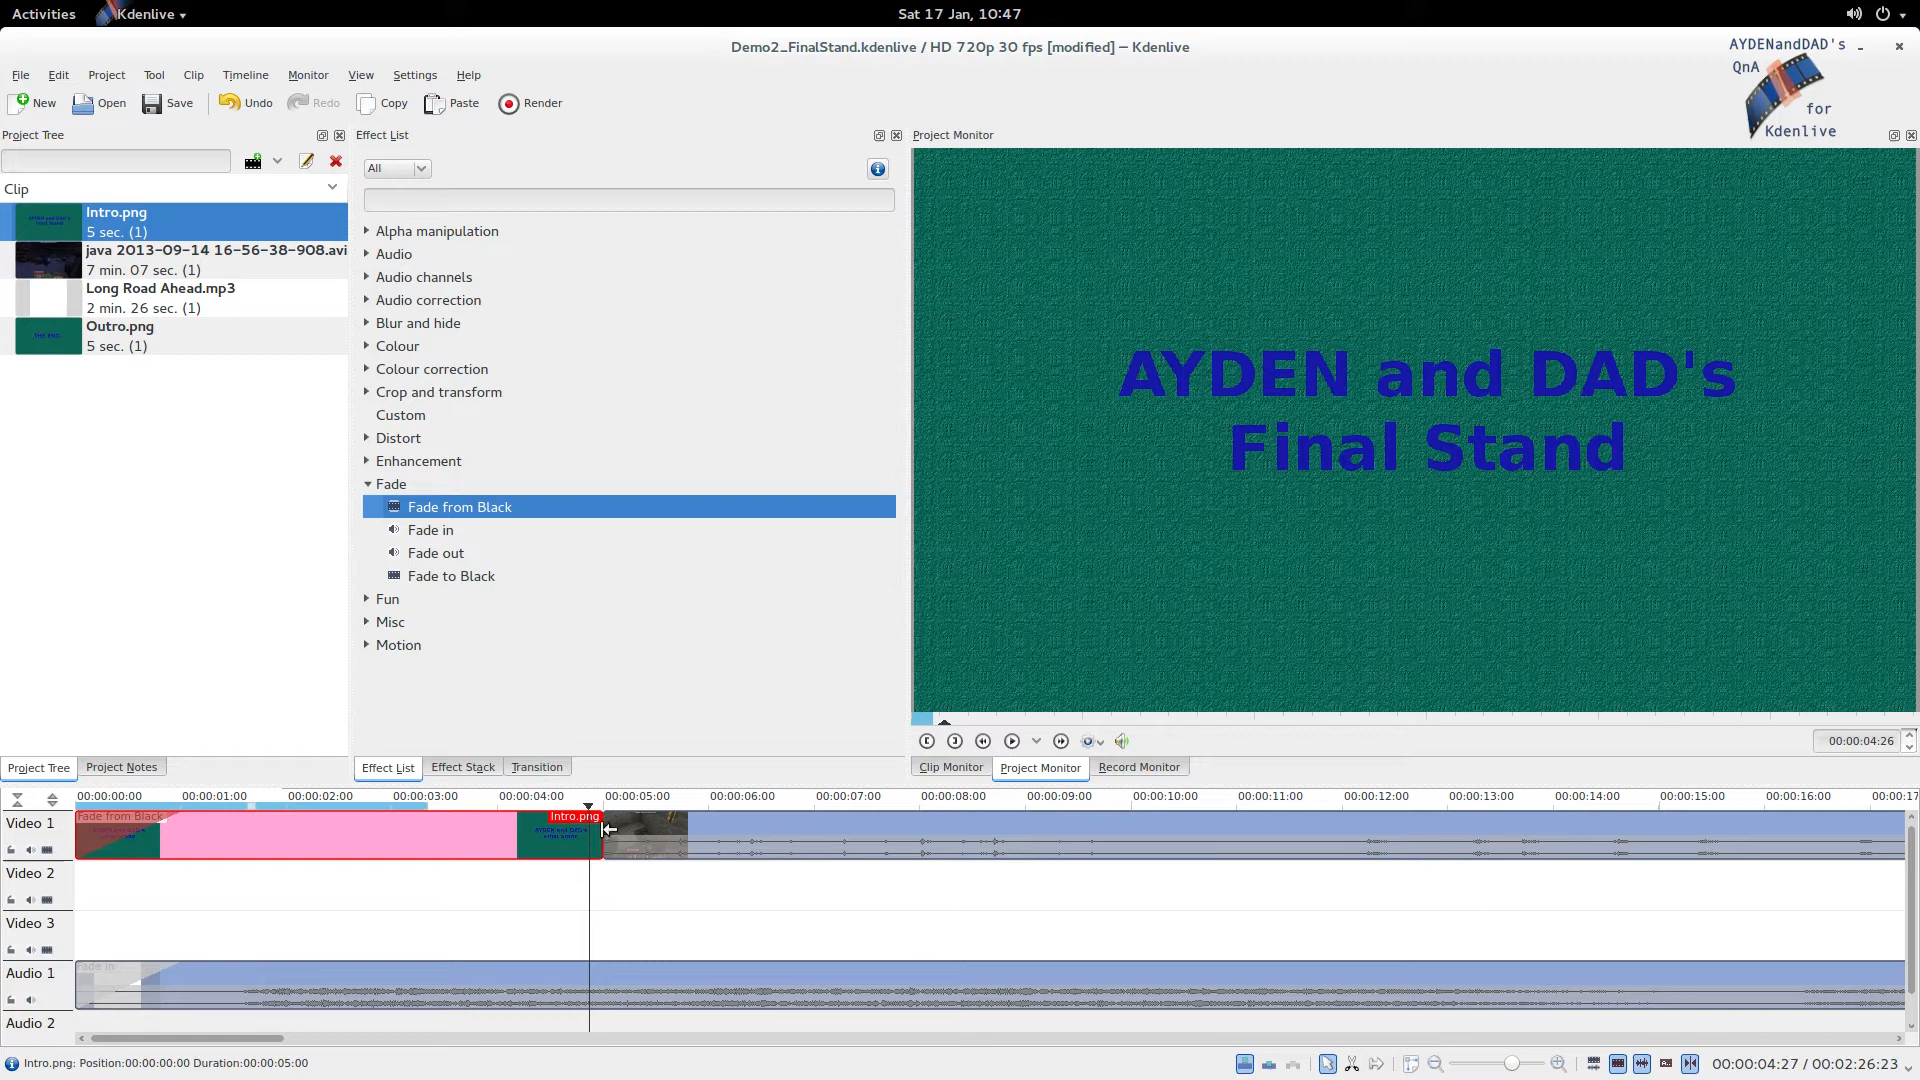 Activities
Kdenlive
Sat 17 Jan, 10:47
Demo2_FinalStand.kdenlive / HD 720p 30 fps [modified] – Kdenlive
AYDENandDAD's
QnA
for
Kdenlive
File Edit Project Tool Clip Timeline Monitor View Settings Help
New Open Save Undo Redo Copy Paste Render
Project Tree
Effect List
Project Monitor
Clip
Intro.png
5 sec. (1)
java 2013-09-14 16-56-38-908.avi
7 min. 07 sec. (1)
Long Road Ahead.mp3
2 min. 26 sec. (1)
Outro.png
5 sec. (1)
All
Alpha manipulation
Audio
Audio channels
Audio correction
Blur and hide
Colour
Colour correction
Crop and transform
Custom
Distort
Enhancement
Fade
Fade from Black
Fade in
Fade out
Fade to Black
Fun
Misc
Motion
AYDEN and DAD's
Final Stand
00:00:04:26
Project Tree Project Notes
Effect List Effect Stack Transition
Clip Monitor Project Monitor Record Monitor
00:00:00:00 00:00:01:00 00:00:02:00 00:00:03:00 00:00:04:00 00:00:05:00 00:00:06:00 00:00:07:00 00:00:08:00 00:00:09:00 00:00:10:00 00:00:11:00 00:00:12:00 00:00:13:00 00:00:14:00 00:00:15:00 00:00:16:00 00:00:17
Video 1
Fade from Black
Intro.png
Video 2
Video 3
Audio 1
Fade in
Audio 2
Intro.png: Position:00:00:00:00 Duration:00:00:05:00
00:00:04:27 / 00:02:26:23